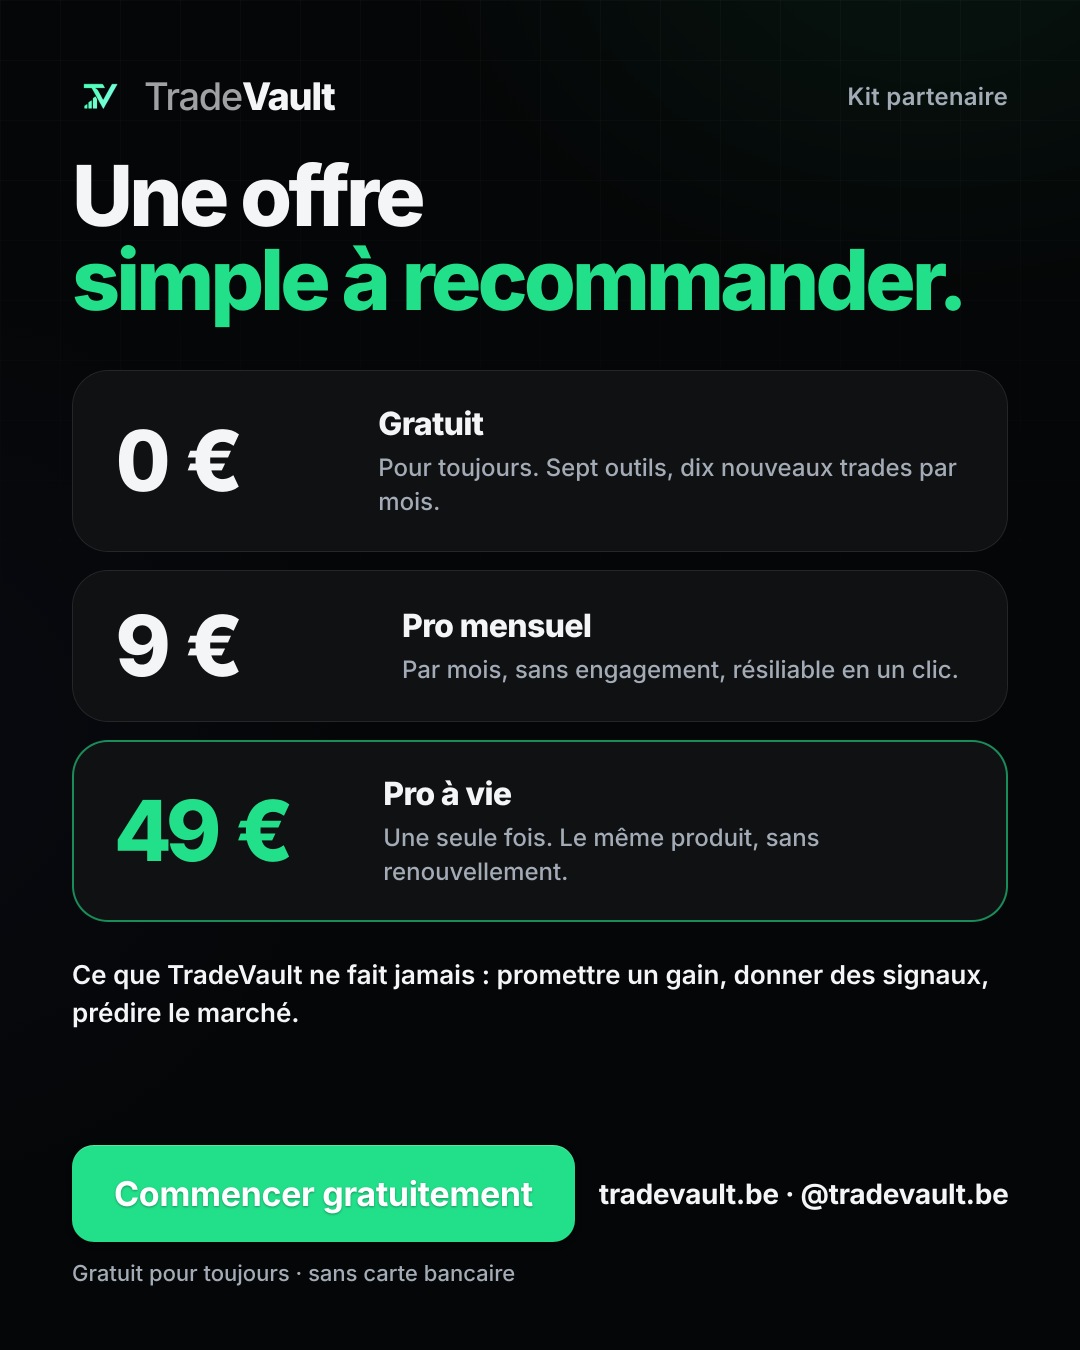 TradeVault
Kit partenaire
Une offre
simple à recommander.
0 €
Gratuit
Pour toujours. Sept outils, dix nouveaux trades par
mois.
9 €
Pro mensuel
Par mois, sans engagement, résiliable en un clic.
49 €
Pro à vie
Une seule fois. Le même produit, sans
renouvellement.
Ce que TradeVault ne fait jamais : promettre un gain, donner des signaux,
prédire le marché.
Commencer gratuitement
tradevault.be · @tradevault.be
Gratuit pour toujours · sans carte bancaire